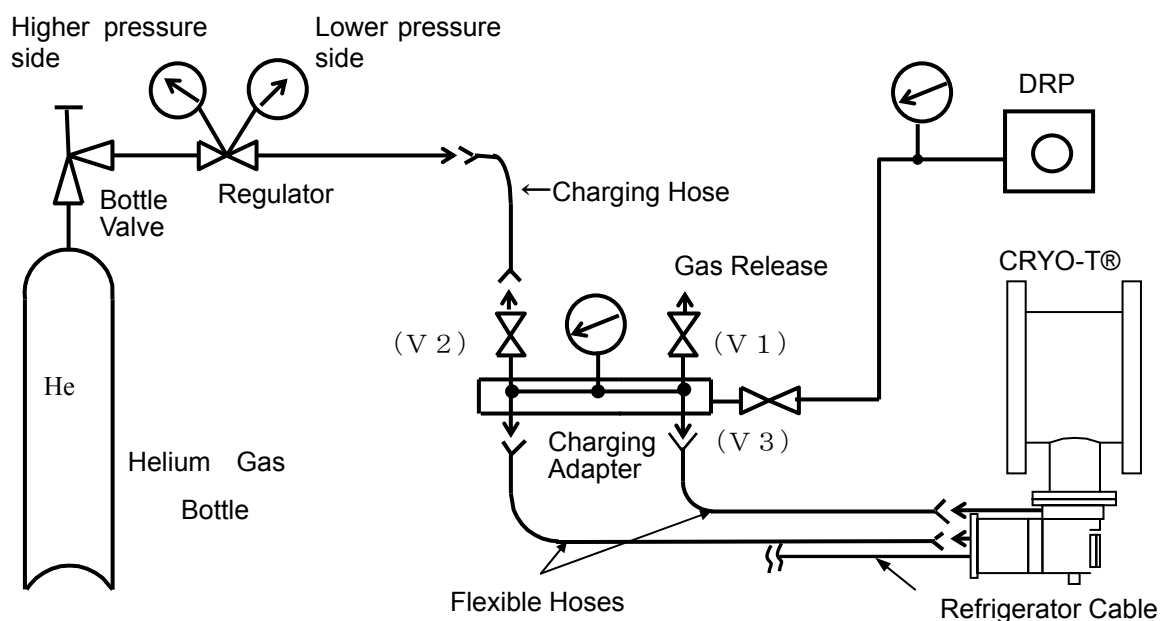 Higher pressure
side
Lower pressure
side
DRP
Bottle
Valve
Regulator
←Charging Hose
Gas Release
CRYO-T®
（Ｖ２）
（Ｖ１）
He
（Ｖ３）
Charging
Adapter
Helium Gas
Bottle
Flexible Hoses
Refrigerator Cable